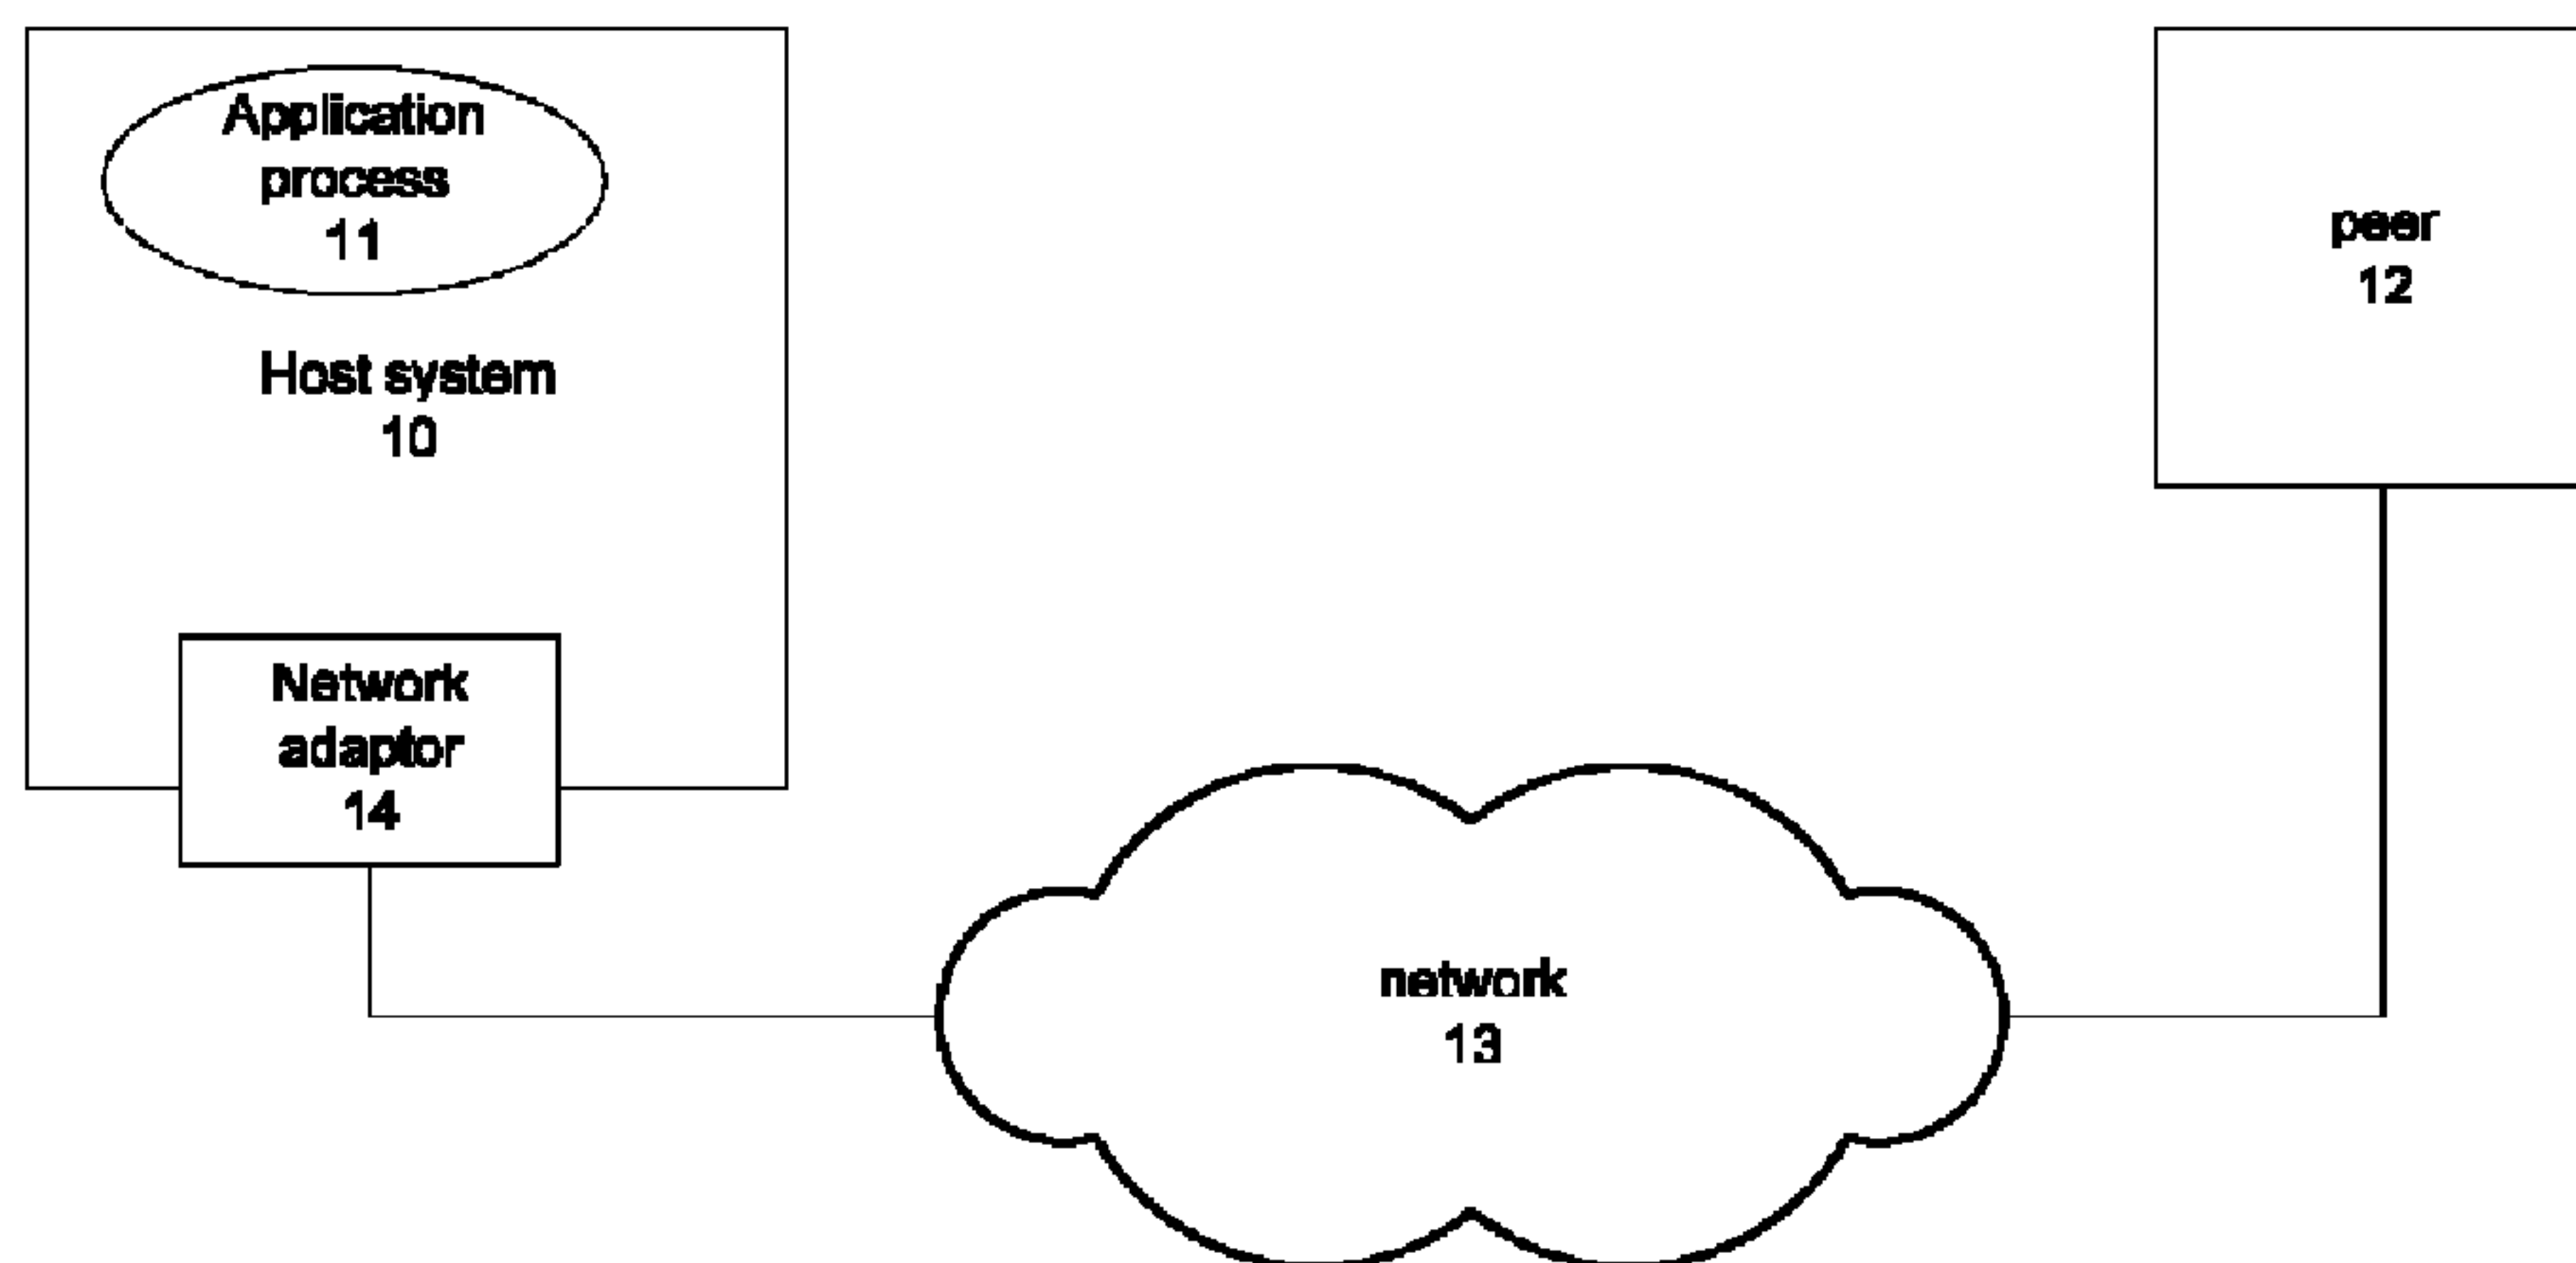 Application
process
11
Host system
10
Network
adaptor
14
peer
12
network
13